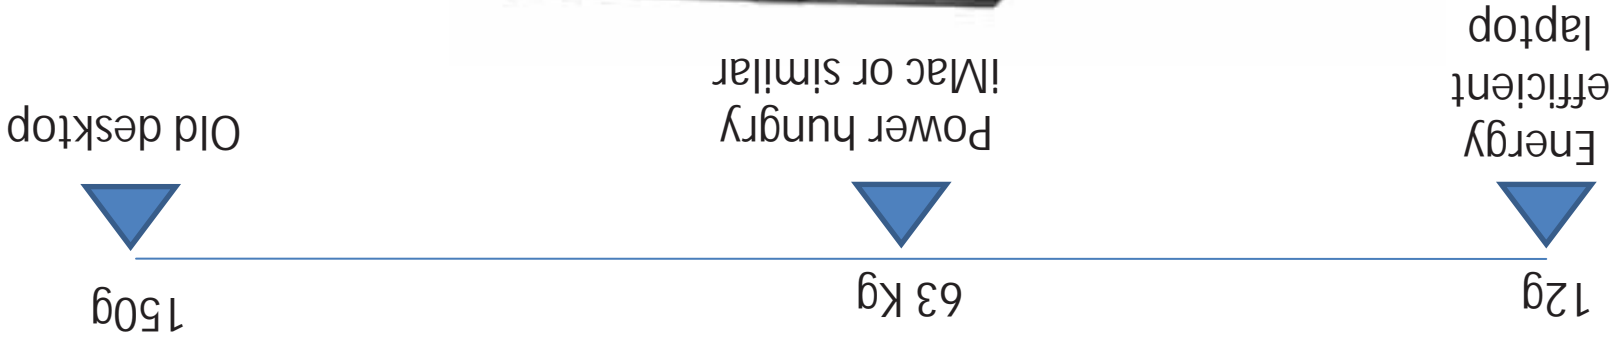 12g
63 Kg
150g
Energy
efficient
laptop
Power hungry
iMac or similar
Old desktop